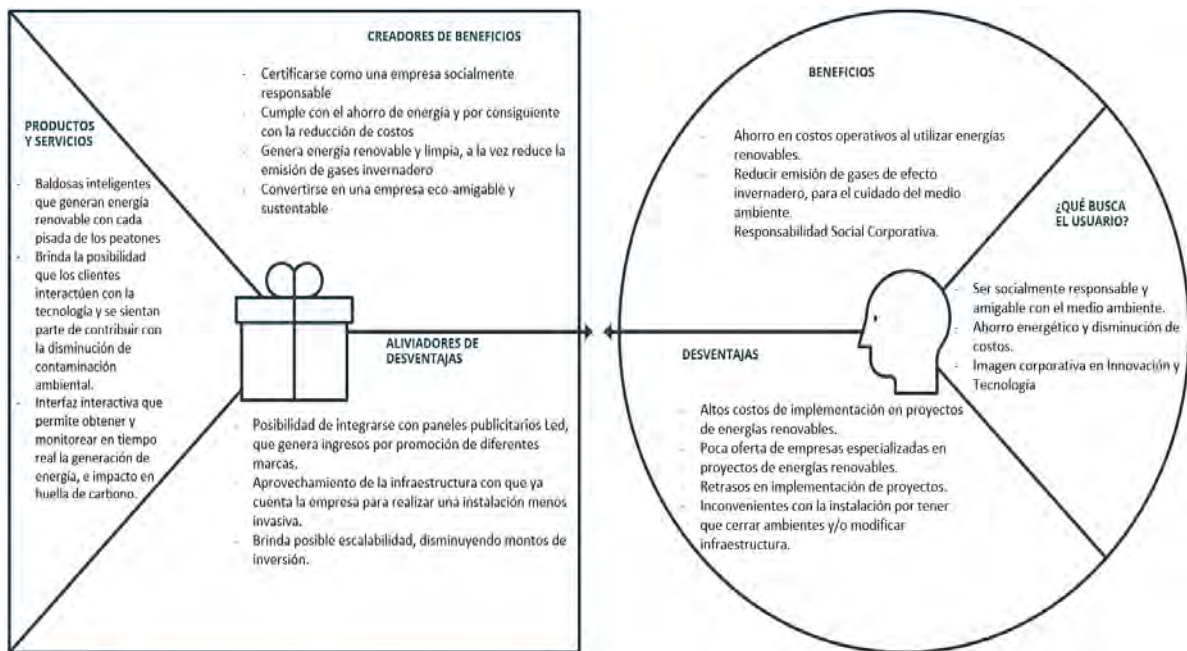 CREADORES DE BENEFICIOS
- Certificarse como una empresa socialmente
responsable
- Cumple con el ahorro de energía y por consiguiente
con la reducción de costos
- Genera energía renovable y limpia, a la vez reduce la
emisión de gases invernadero
- Convertirse en una empresa eco-amigable y
sustentable
PRODUCTOS
Y SERVICIOS
- Baldosas inteligentes
que generan energía
renovable con cada
pisada de los peatones
- Brinda la posibilidad
que los clientes
interactúen con la
tecnología y se sientan
parte de contribuir con
la disminución de
contaminación
ambiental.
- Interfaz interactiva que
permite obtener y
monitorear en tiempo
real la generación de
energía, e impacto en
huella de carbono.
ALIVIADORES DE
DESVENTAJAS
- Posibilidad de integrarse con paneles publicitarios Led,
que genera ingresos por promoción de diferentes
marcas.
- Aprovechamiento de la infraestructura con que ya
cuenta la empresa para realizar una instalación menos
invasiva.
- Brinda posible escalabilidad, disminuyendo montos de
inversión.
BENEFICIOS
- Ahorro en costos operativos al utilizar energías
renovables.
- Reducir emisión de gases de efecto
invernadero, para el cuidado del medio
ambiente.
- Responsabilidad Social Corporativa.
¿QUÉ BUSCA
EL USUARIO?
- Ser socialmente responsable y
amigable con el medio ambiente.
- Ahorro energético y disminución de
costos.
- Imagen corporativa en Innovación y
Tecnología
DESVENTAJAS
- Altos costos de implementación en proyectos
de energías renovables.
- Poca oferta de empresas especializadas en
proyectos de energías renovables.
- Retrasos en implementación de proyectos.
- Inconvenientes con la instalación por tener
que cerrar ambientes y/o modificar
infraestructura.